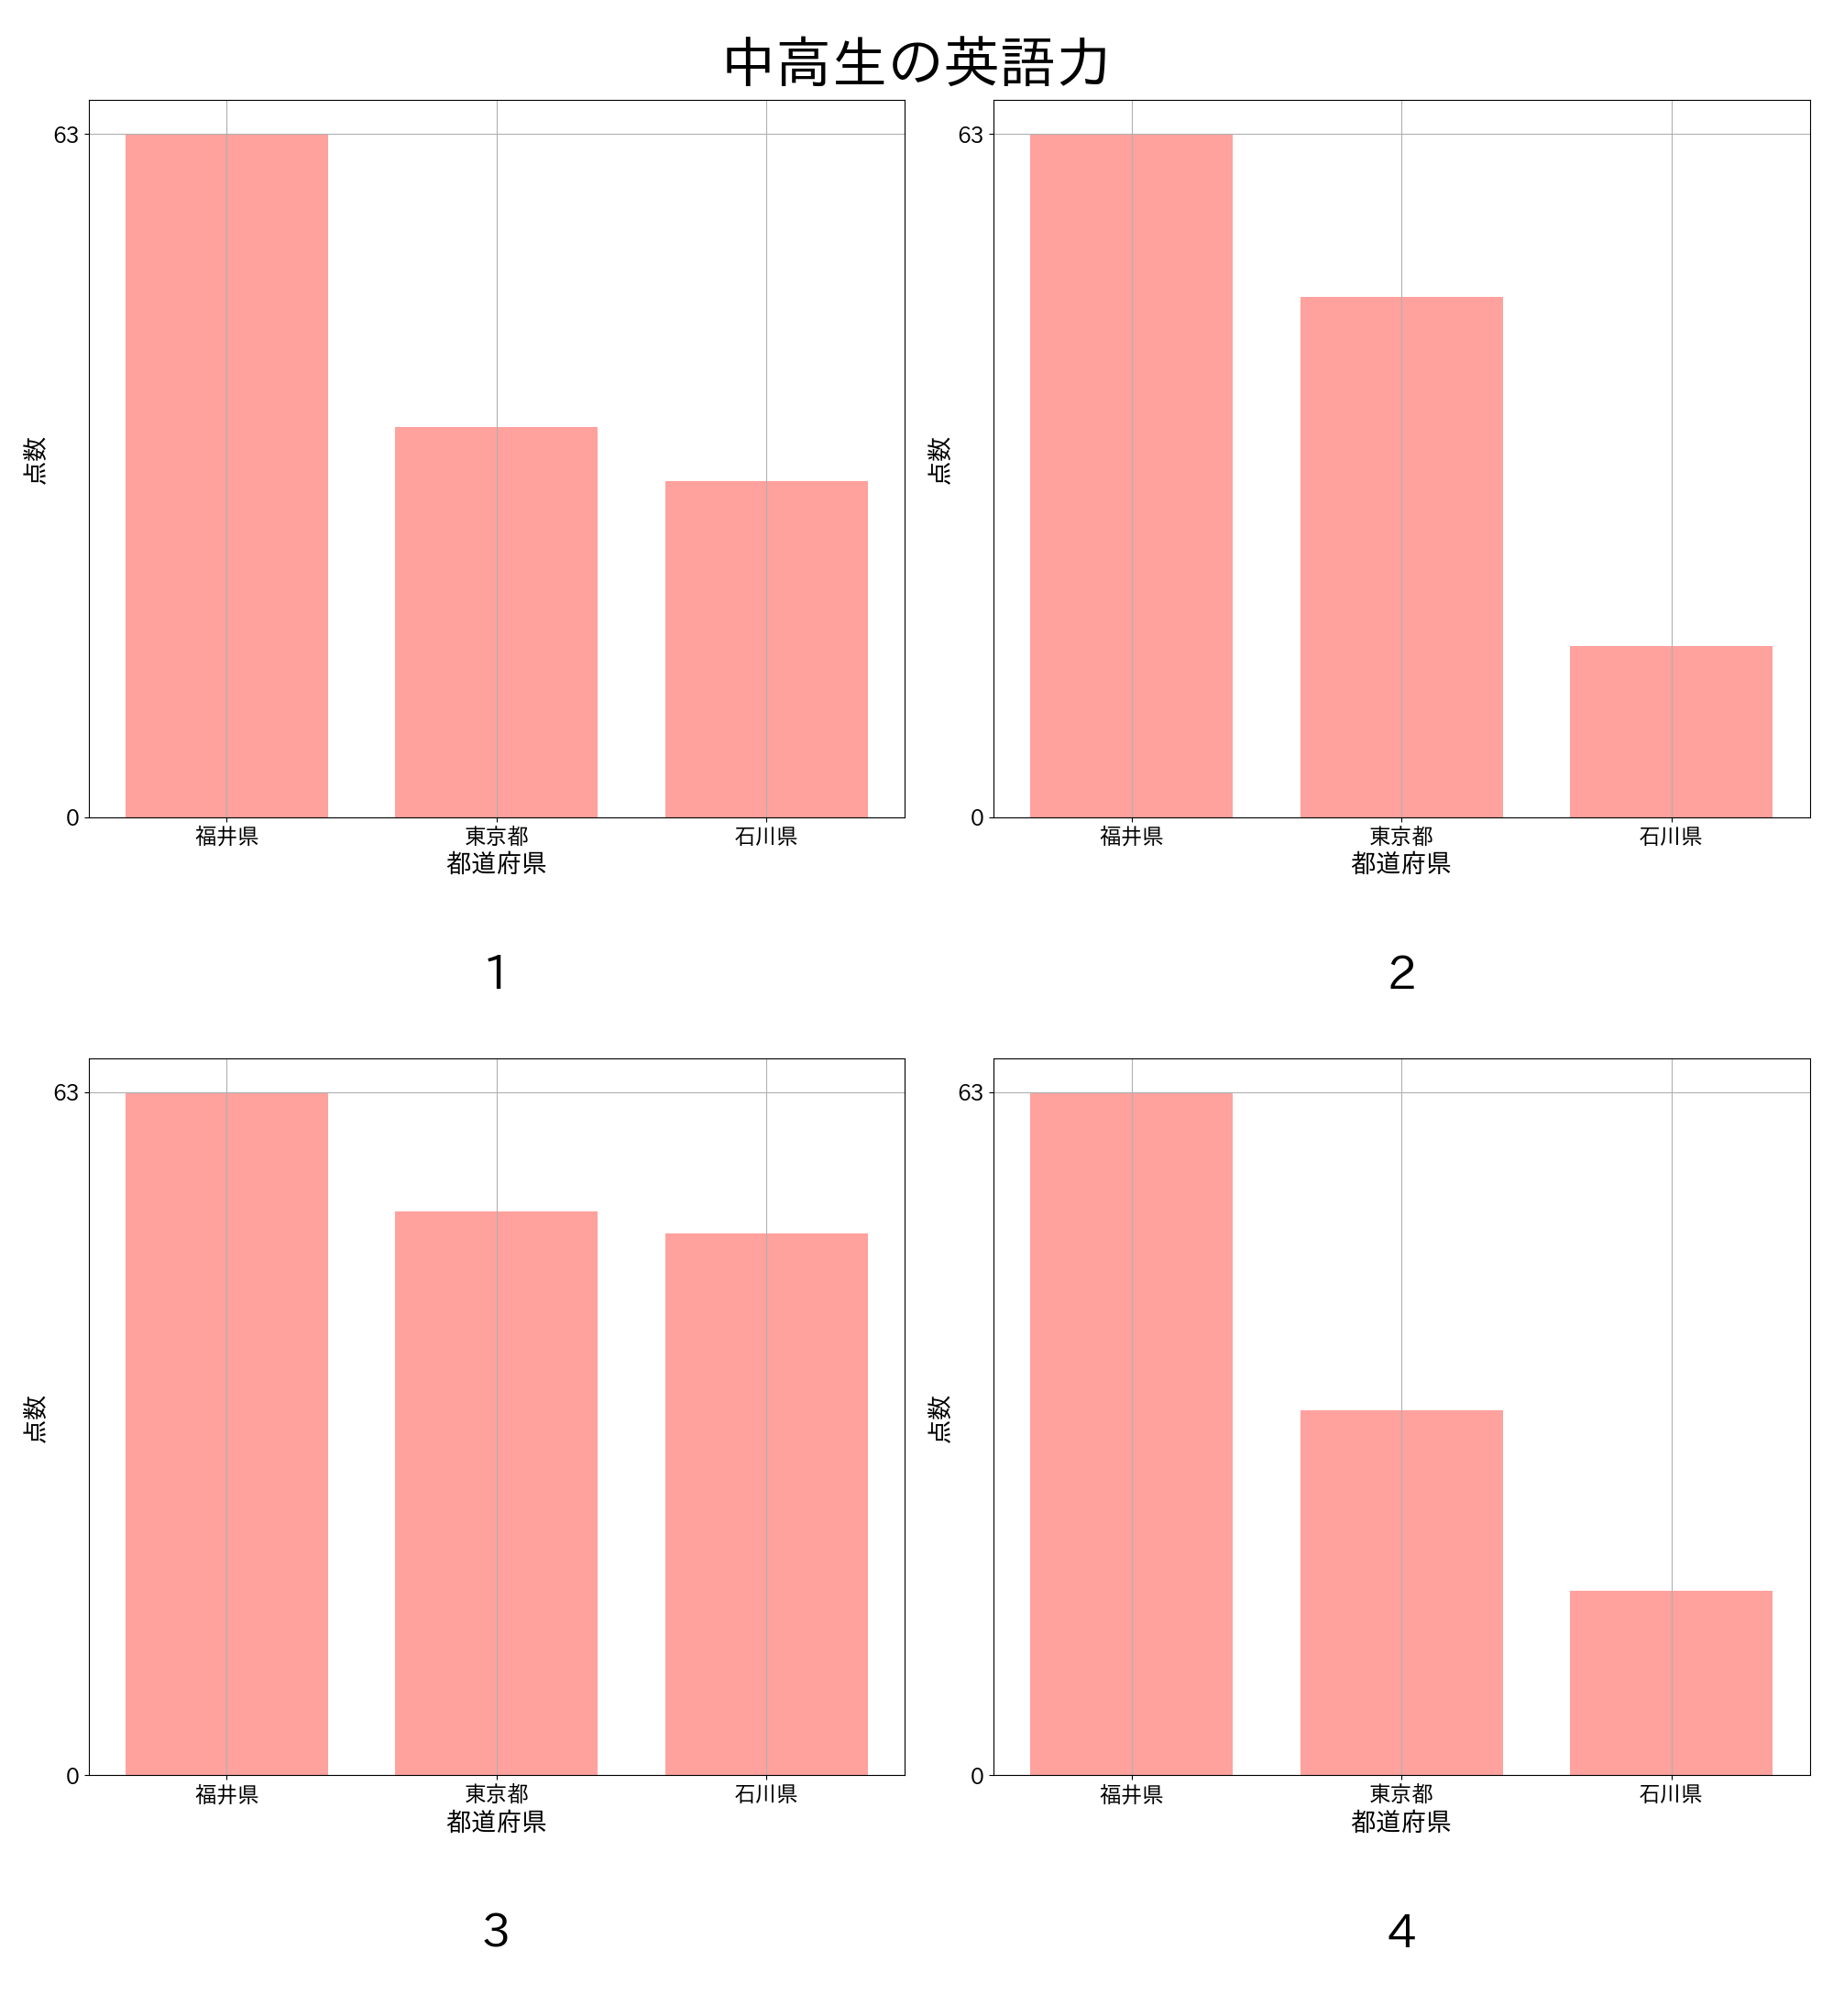 中高生の英語力
63
点数
0
福井県 東京都 石川県
都道府県
1
63
点数
0
福井県 東京都 石川県
都道府県
2
63
点数
0
福井県 東京都 石川県
都道府県
3
63
点数
0
福井県 東京都 石川県
都道府県
4